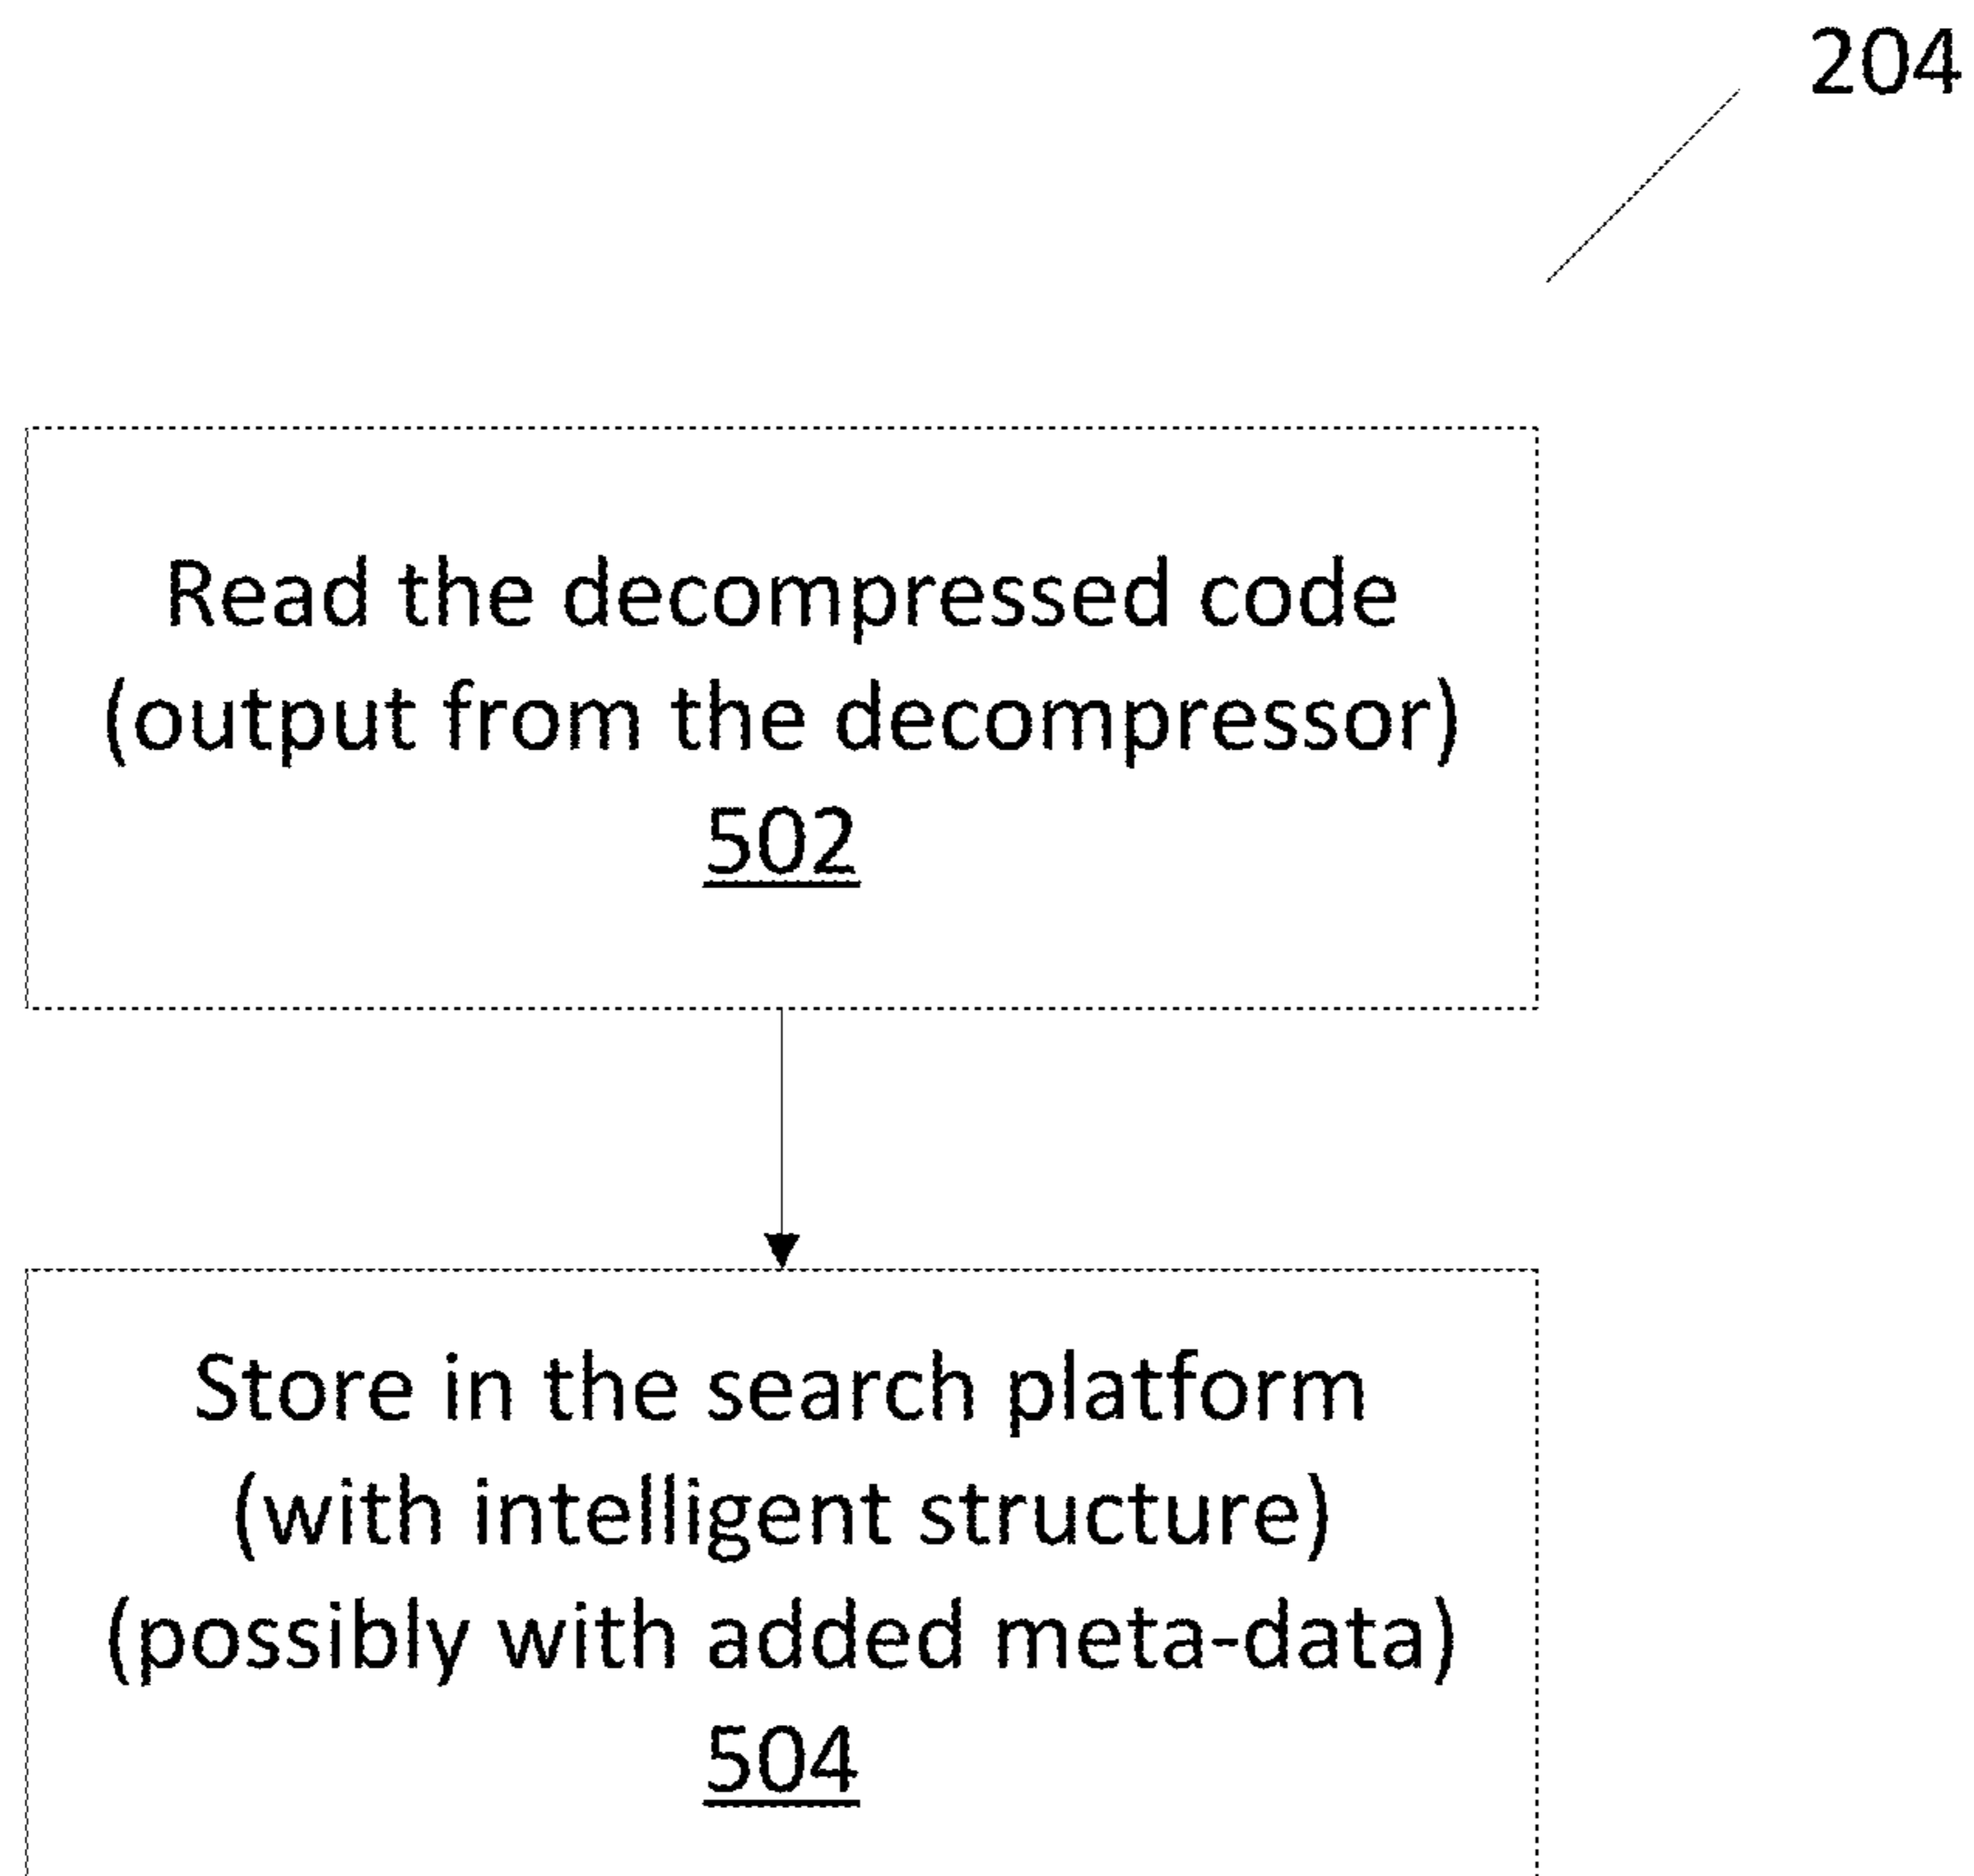 204
Read the decompressed code
(output from the decompressor)
502
Store in the search platform
(with intelligent structure)
(possibly with added meta-data)
504